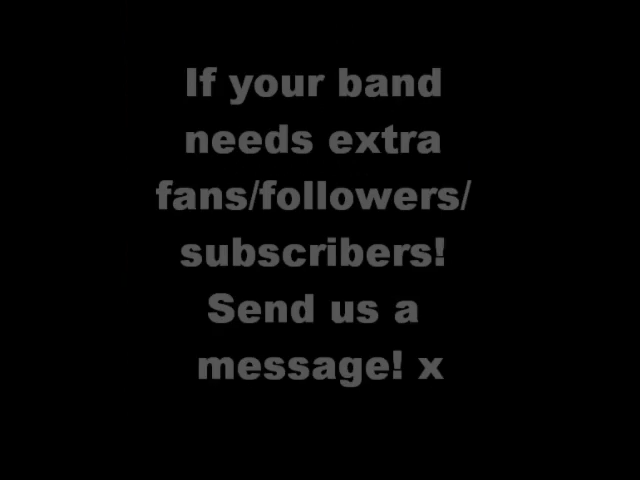 If your band
needs extra
fans/followers/
subscribers!
Send us a
message! x